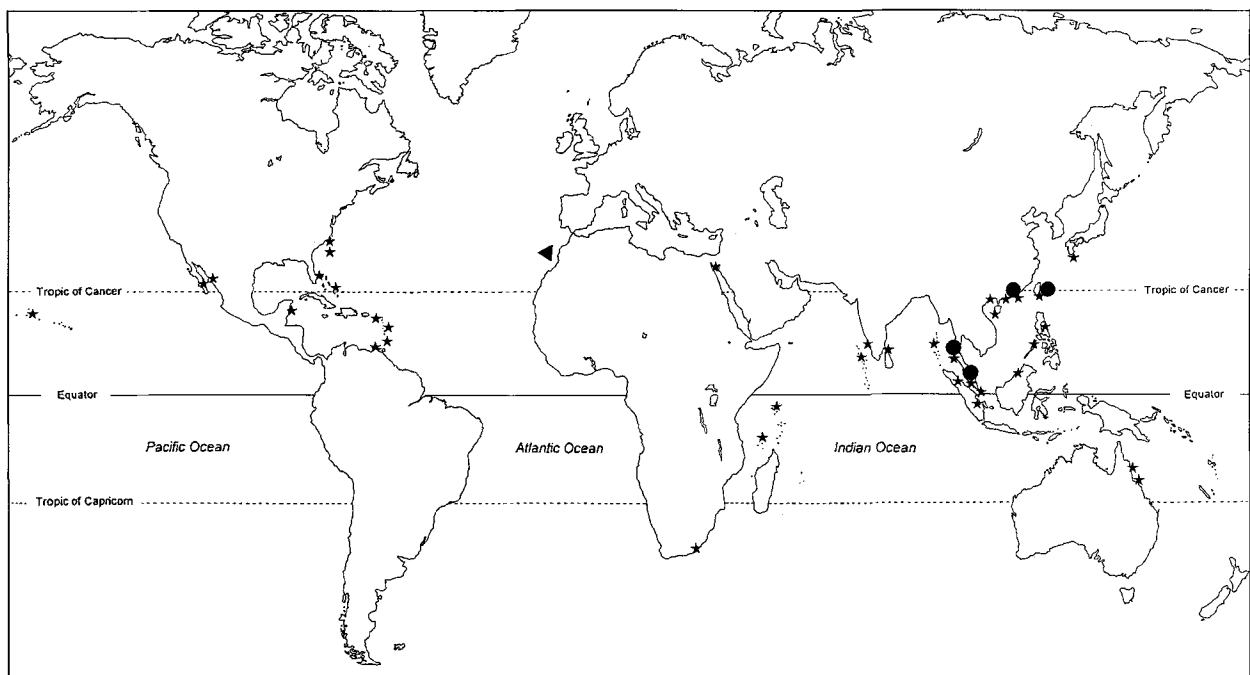 Tropic of Cancer
Tropic of Cancer
Equator
Equator
Pacific Ocean
Atlantic Ocean
Indian Ocean
Tropic of Capricorn